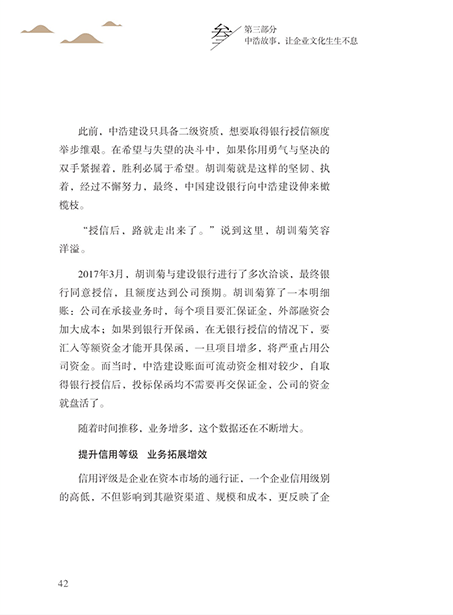 叁
第三部分
中浩故事，让企业文化生生不息
此前，中浩建设只具备二级资质，想要取得银行授信额度
举步维艰。在希望与失望的决斗中，如果你用勇气与坚决的
双手紧握着，胜利必属于希望。胡训菊就是这样的坚韧、执
着，经过不懈努力，最终，中国建设银行向中浩建设伸来橄
榄枝。
“授信后，路就走出来了。”说到这里，胡训菊笑容
洋溢。
2017年3月，胡训菊与建设银行进行了多次洽谈，最终银
行同意授信，且额度达到公司预期。胡训菊算了一本明细
账：公司在承接业务时，每个项目要汇保证金，外部融资会
加大成本；如果到银行开保函，在无银行授信的情况下，要
汇入等额资金才能开具保函，一旦项目增多，将严重占用公
司资金。而当时，中浩建设账面可流动资金相对较少，自取
得银行授信后，投标保函均不需要再交保证金，公司的资金
就盘活了。
随着时间推移，业务增多，这个数据还在不断增大。
提升信用等级 业务拓展增效
信用评级是企业在资本市场的通行证，一个企业信用级别
的高低，不但影响到其融资渠道、规模和成本，更反映了企
42